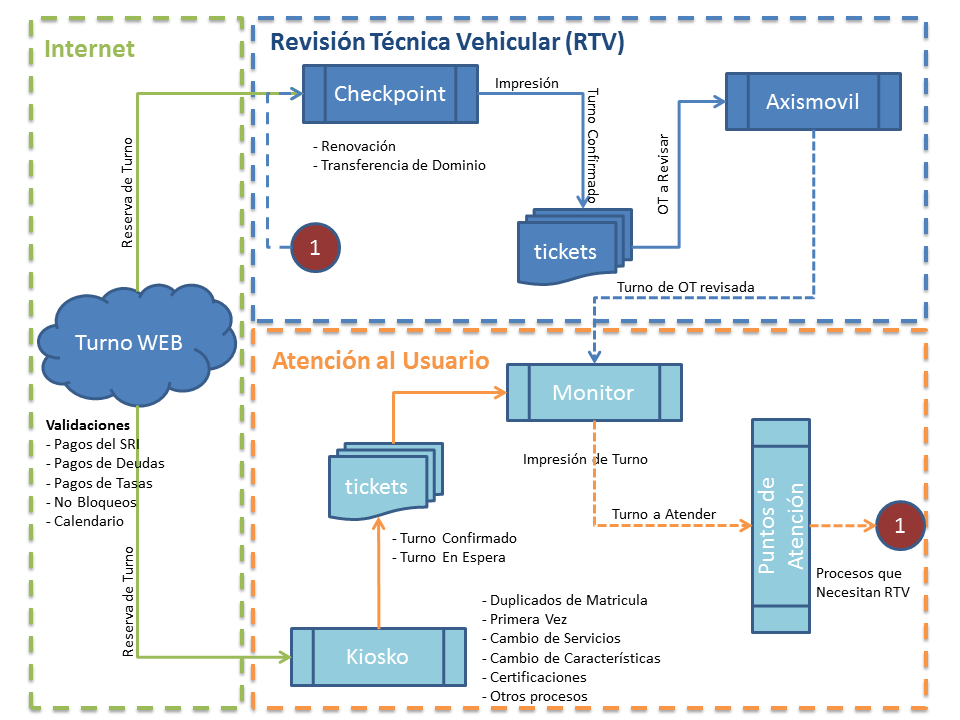 Internet
Revisión Técnica Vehicular (RTV)
Checkpoint
Impresión
Turno Confirmado
Axismovil
- Renovación
- Transferencia de Dominio
Reserva de Turno
OT a Revisar
1
tickets
Turno de OT revisada
Turno WEB
Validaciones
- Pagos del SRI
- Pagos de Deudas
- Pagos de Tasas
- No Bloqueos
- Calendario
Reserva de Turno
Atención al Usuario
Monitor
tickets
Impresión de Turno
Turno a Atender
Puntos de
Atención
1
Procesos que
Necesitan RTV
- Turno Confirmado
- Turno En Espera
Kiosko
- Duplicados de Matricula
- Primera Vez
- Cambio de Servicios
- Cambio de Características
- Certificaciones
- Otros procesos